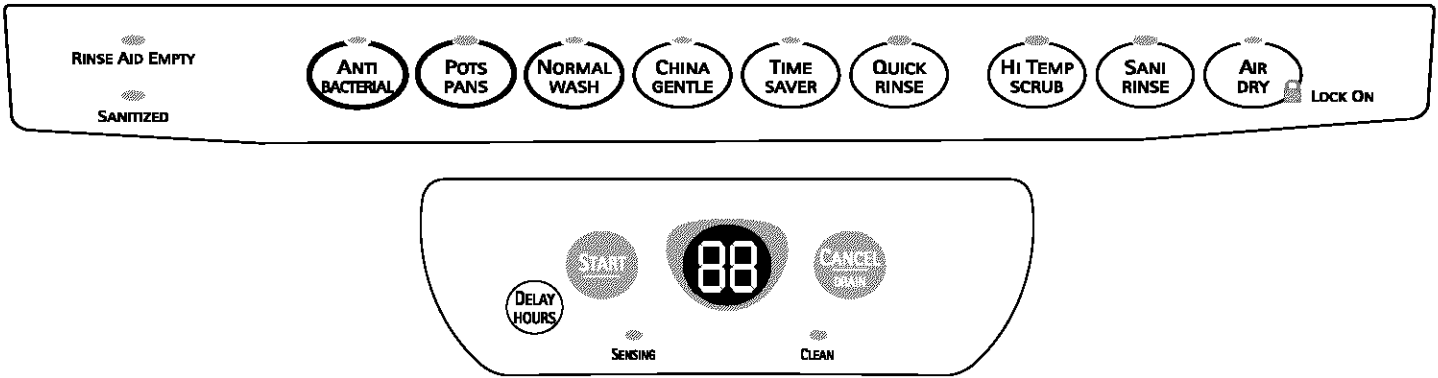 RINSE AID EMPTY
SANITIZED
ANTI
BACTERIAL
POTS
PANS
NORMAL
WASH
CHINA
GENTLE
TIME
SAVER
QUICK
RINSE
HI TEMP
SCRUB
SANI
RINSE
AIR
DRY
LOCK ON
START
88
CANCEL
DRAIN
DELAY
HOURS
SENSING
CLEAN